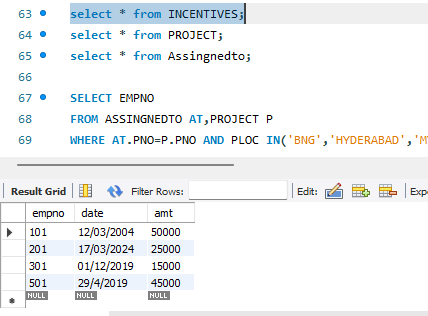 63 select * from INCENTIVES;
64 select * from PROJECT;
65 select * from Assingnedto;
66
67 SELECT EMPNO
68 FROM ASSINGNEDTO AT,PROJECT P
69 WHERE AT.PNO=P.PNO AND PLOC IN('BNG','HYDERABAD','
Result Grid Filter Rows: Edit:
empno date amt
101 12/03/2004 50000
201 17/03/2024 25000
301 01/12/2019 15000
501 29/4/2019 45000
NULL NULL NULL